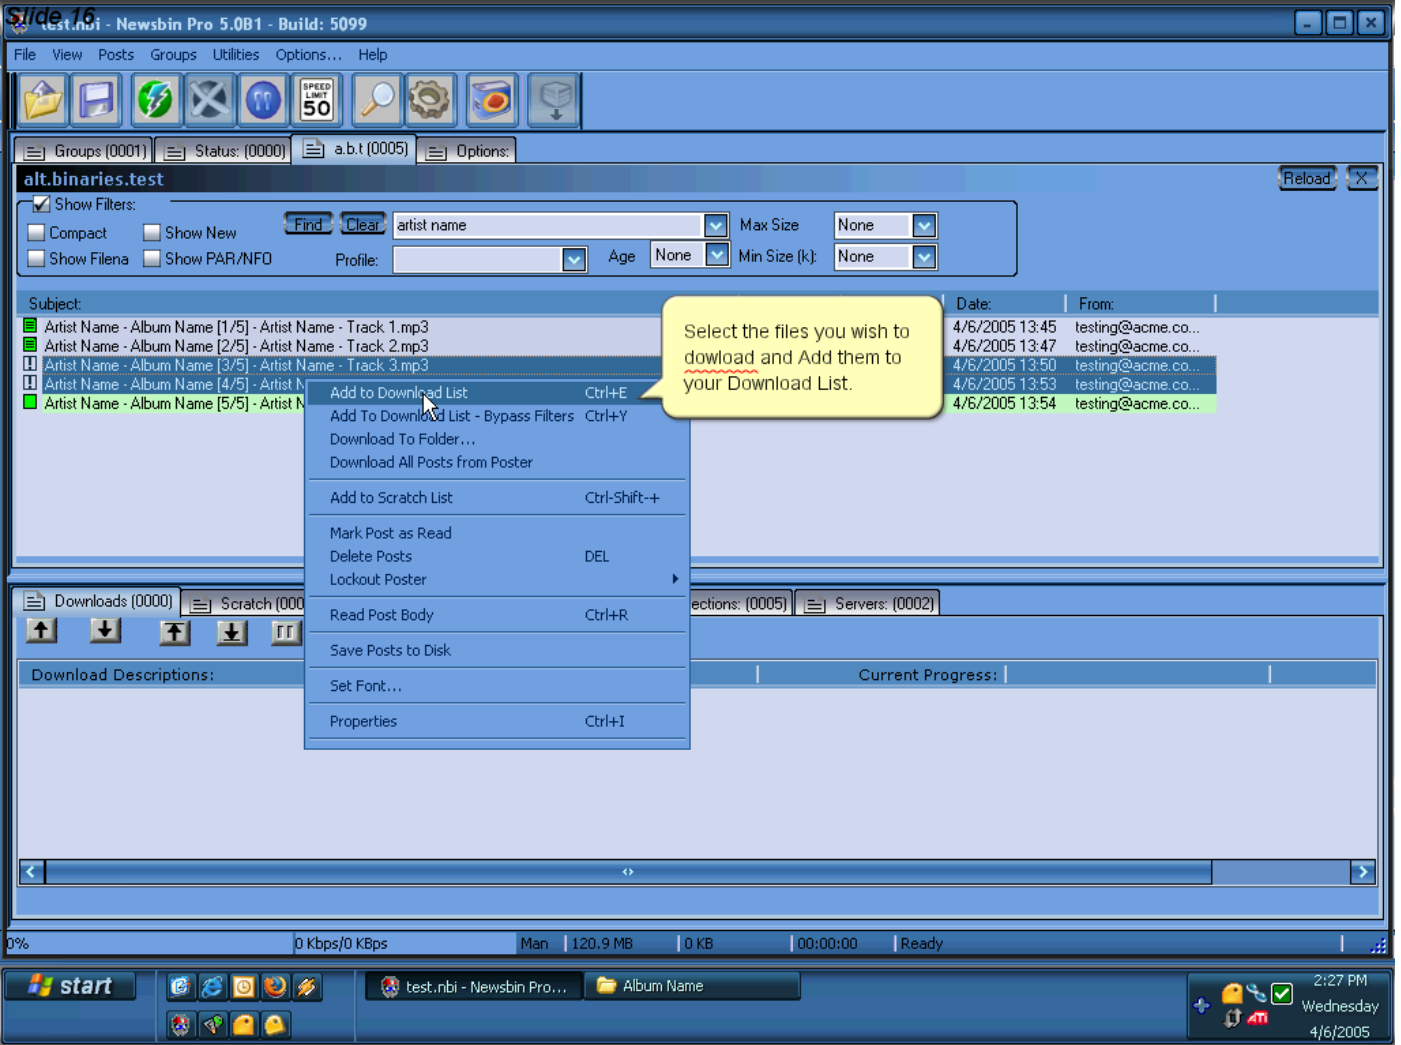 Slide 16
test.nbi - Newsbin Pro 5.0B1 - Build: 5099
File View Posts Groups Utilities Options... Help
SPEED LIMIT 50
Groups (0001) Status: (0000) a.b.t (0005) Options:
alt.binaries.test Reload X
Show Filters:
Find Clear artist name Max Size None
Compact Show New
Show Filena Show PAR/NFO Profile: Age None Min Size (k): None
Subject: Date: From:
Artist Name - Album Name [1/5] - Artist Name - Track 1.mp3 4/6/2005 13:45 testing@acme.co...
Artist Name - Album Name [2/5] - Artist Name - Track 2.mp3 4/6/2005 13:47 testing@acme.co...
Artist Name - Album Name [3/5] - Artist Name - Track 3.mp3 4/6/2005 13:50 testing@acme.co...
Artist Name - Album Name [4/5] - Artist N 4/6/2005 13:53 testing@acme.co...
Artist Name - Album Name [5/5] - Artist N 4/6/2005 13:54 testing@acme.co...
Select the files you wish to
dowload and Add them to
your Download List.
Add to Download List Ctrl+E
Add To Download List - Bypass Filters Ctrl+Y
Download To Folder...
Download All Posts from Poster
Add to Scratch List Ctrl-Shift-+
Mark Post as Read
Delete Posts DEL
Lockout Poster
Read Post Body Ctrl+R
Save Posts to Disk
Set Font...
Properties Ctrl+I
Downloads (0000) Scratch (000 ections: (0005) Servers: (0002)
Download Descriptions: Current Progress:
0% 0 Kbps/0 KBps Man 120.9 MB 0 KB 00:00:00 Ready
start test.nbi - Newsbin Pro... Album Name
ATI
2:27 PM
Wednesday
4/6/2005